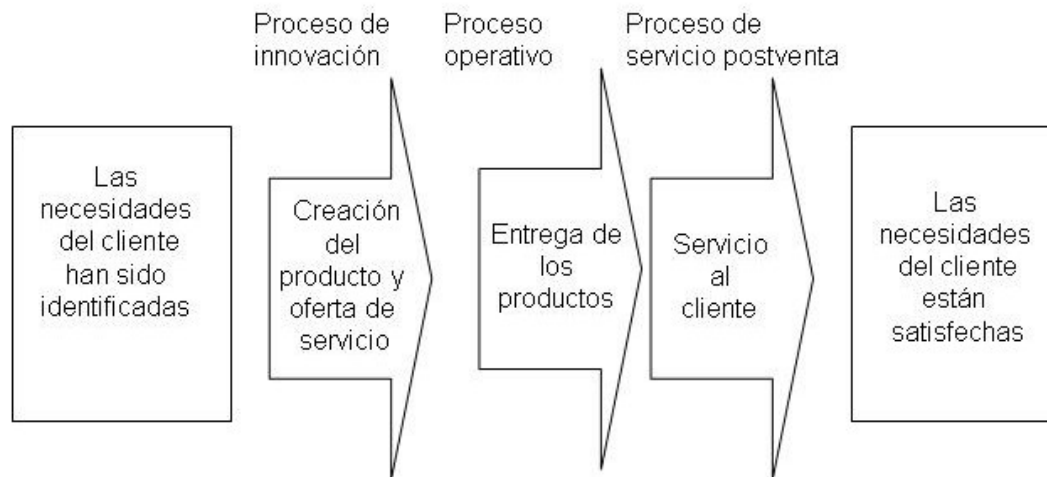 Proceso de
innovación
Proceso
operativo
Proceso de
servicio postventa
Las
necesidades
del cliente
han sido
identificadas
Creación
del
producto y
oferta de
servicio
Entrega de
los
productos
Servicio
al
cliente
Las
necesidades
del cliente
están
satisfechas